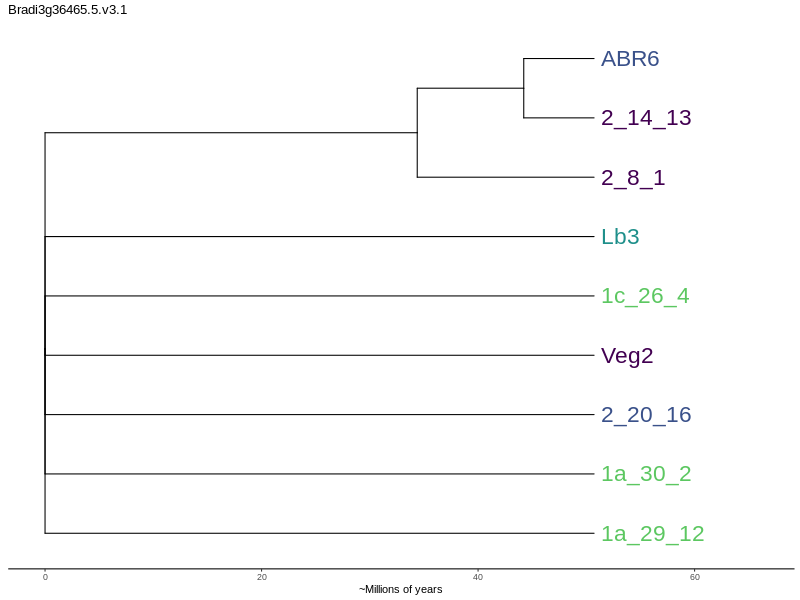 Bradi3g36465.5.v3.1
ABR6
2_14_13
2_8_1
Lb3
1c_26_4
Veg2
2_20_16
1a_30_2
1a_29_12
0 20 40 60
~Millions of years